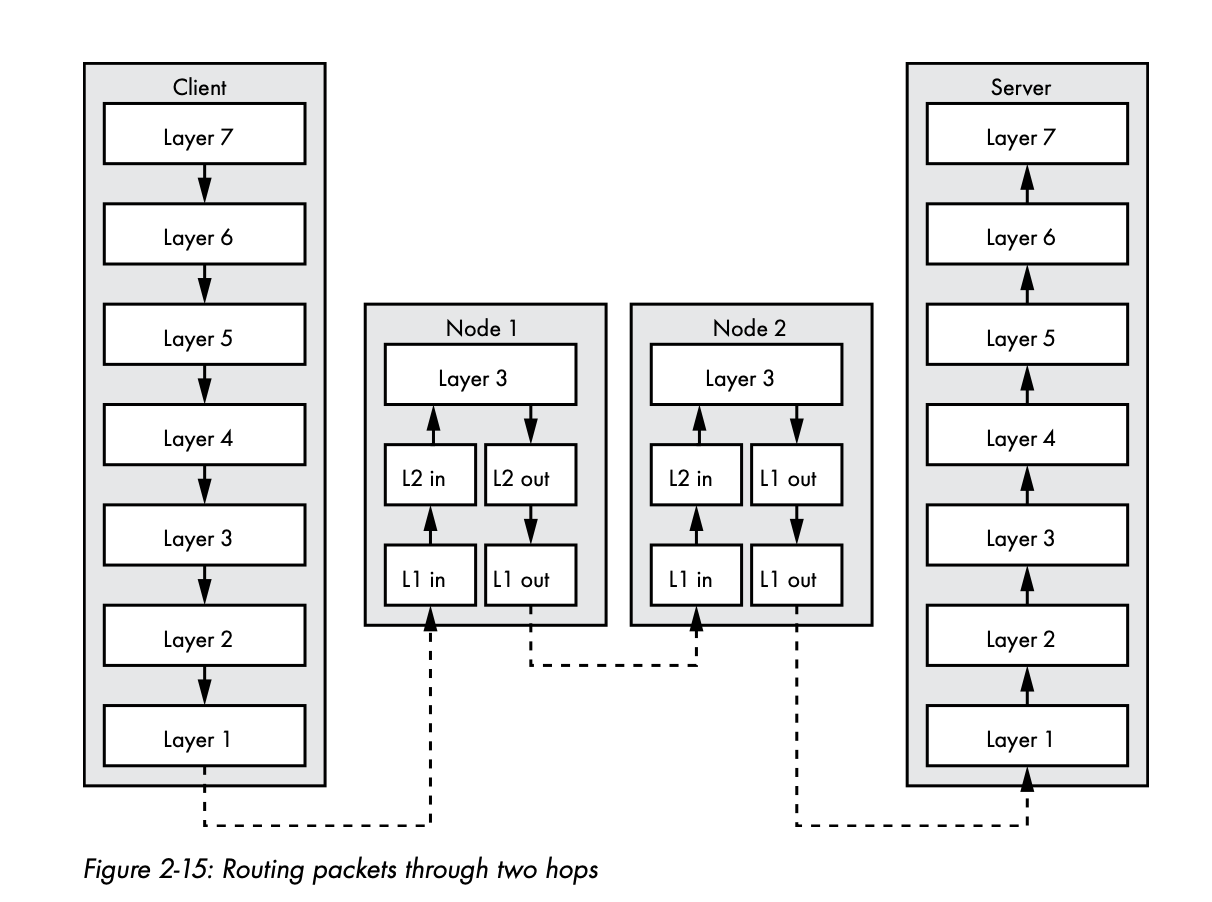 Client
Layer 7
Layer 6
Layer 5
Layer 4
Layer 3
Layer 2
Layer 1
Node 1
Layer 3
L2 in
L2 out
L1 in
L1 out
Node 2
Layer 3
L2 in
L1 out
L1 in
L1 out
Server
Layer 7
Layer 6
Layer 5
Layer 4
Layer 3
Layer 2
Layer 1
Figure 2-15: Routing packets through two hops